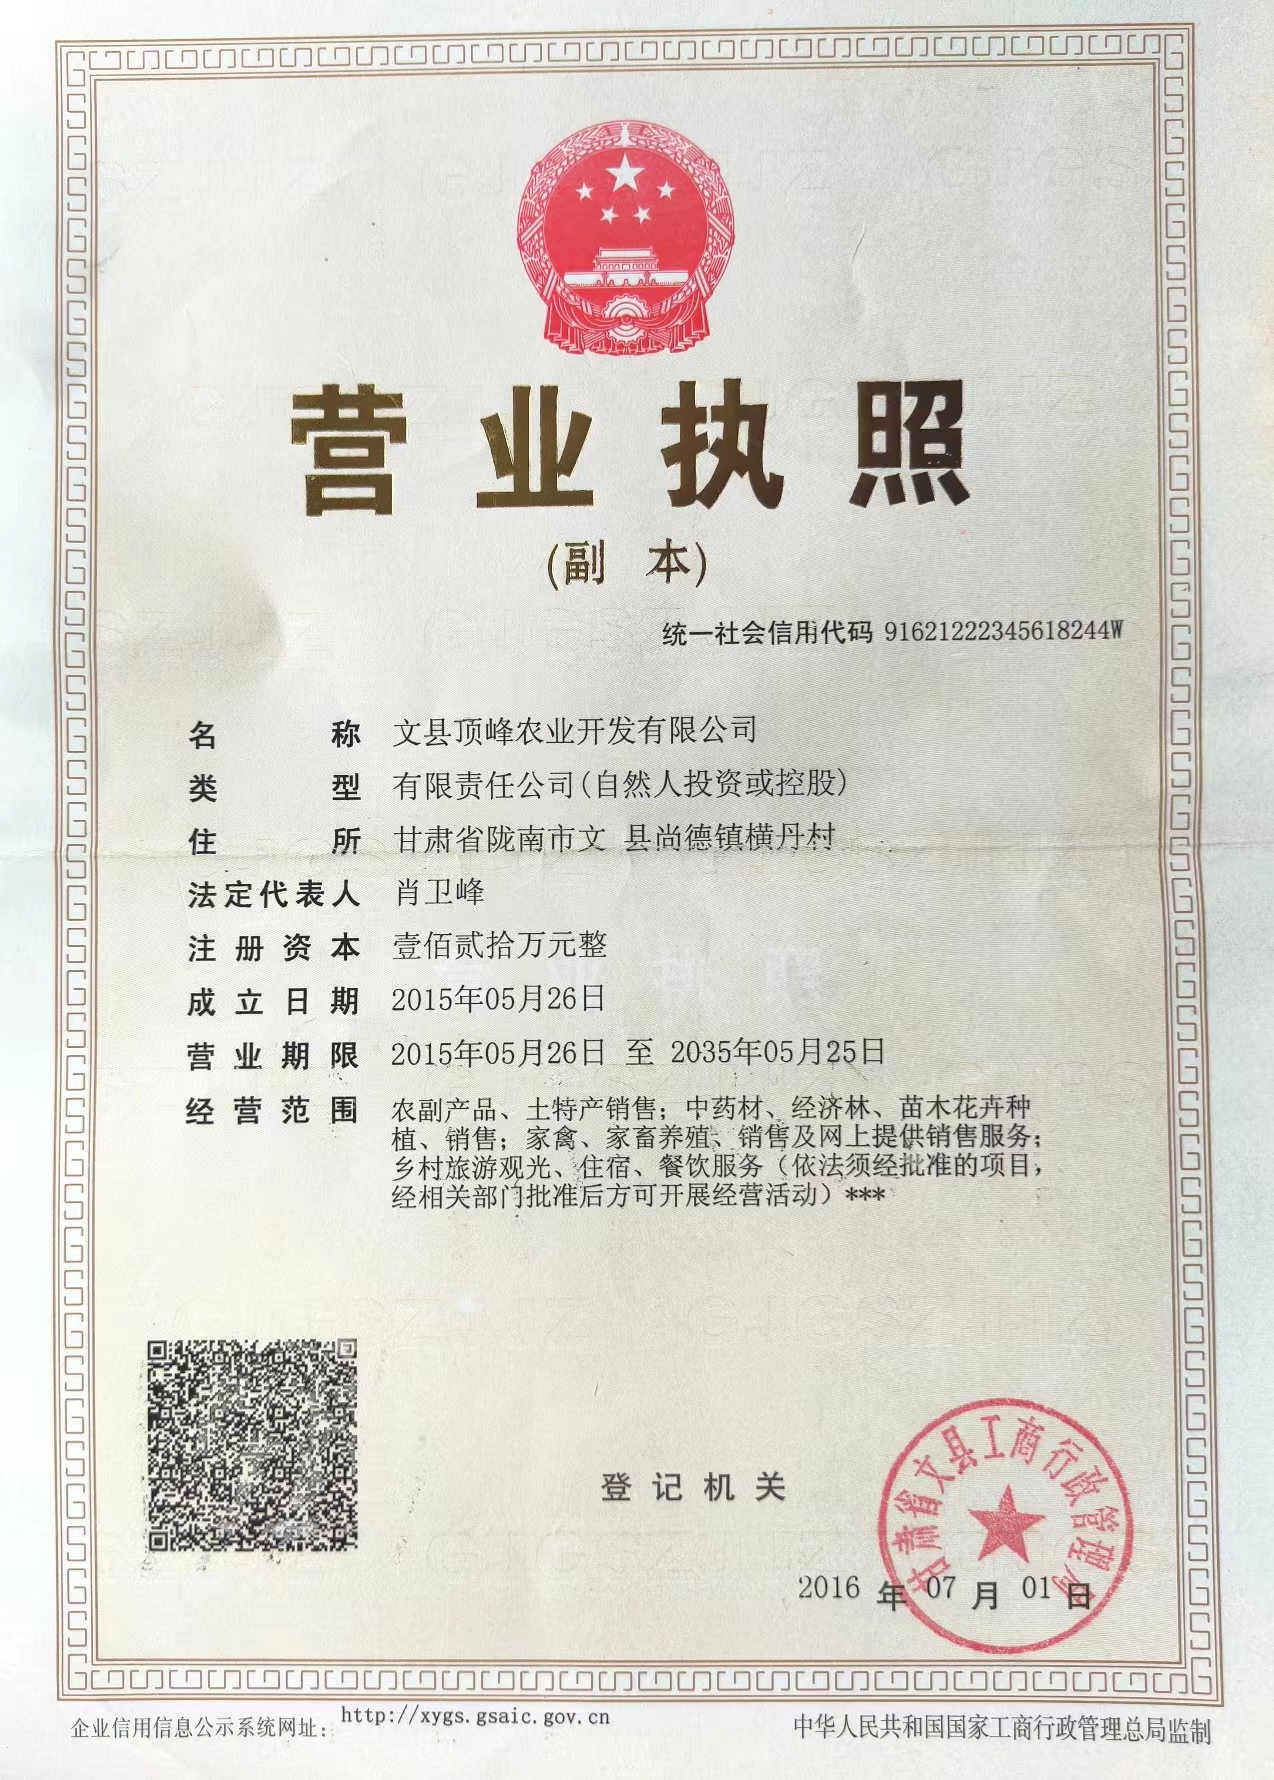 营业执照
(副 本)
统一社会信用代码 91621222345618244W
名称 文县顶峰农业开发有限公司
类型 有限责任公司(自然人投资或控股)
住所 甘肃省陇南市文 县尚德镇横丹村
法定代表人 肖卫峰
注册资本 壹佰贰拾万元整
成立日期 2015年05月26日
营业期限 2015年05月26日 至 2035年05月25日
经营范围 农副产品、土特产销售；中药材、经济林、苗木花卉种
植、销售；家禽、家畜养殖、销售及网上提供销售服务；
乡村旅游观光、住宿、餐饮服务（依法须经批准的项目，
经相关部门批准后方可开展经营活动）***
登记机关
甘肃省文县工商行政管理局
2016 年 07 月 01 日
企业信用信息公示系统网址： http://xygs.gsaic.gov.cn
中华人民共和国国家工商行政管理总局监制